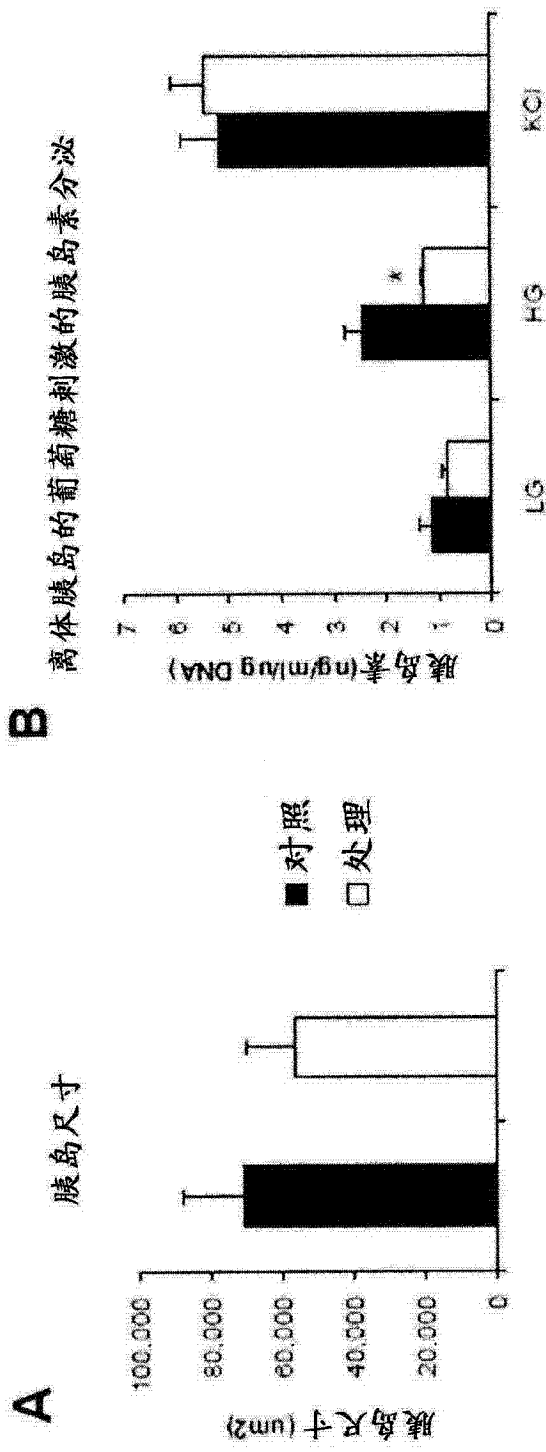 A
胰岛尺寸
胰岛尺寸 (um2)
100.000
80.000
60.000
40.000
20.000
0
对照
处理
B
离体胰岛的葡萄糖刺激的胰岛素分泌
胰岛素(ng/ml/ug DNA)
7
6
5
4
3
2
1
0
*
LG
HG
KCl